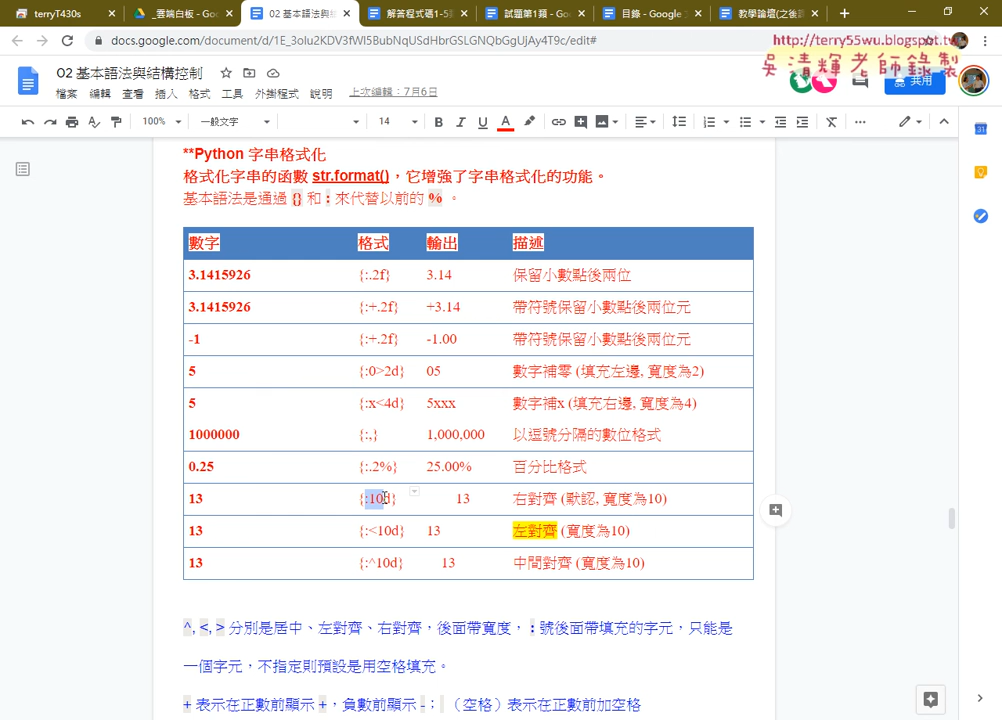 terryT430s
_雲端白板 - Goo
02 基本語法與結
解答程式碼1-5
試題第1類 - Go
目錄 - Google
教學論壇(之後
docs.google.com/document/d/1E_3olu2KDV3fWl5BubNqUSdHbrGSLGNQbGgUjAy4T9c/edit#
http://terry55wu.blogspot.tw
吳清輝老師錄製
02 基本語法與結構控制
檔案 編輯 查看 插入 格式 工具 外掛程式 說明 上次編輯：7月6日
共用
100% 一般文字 14 B I U A
**Python 字串格式化
格式化字串的函數 str.format()，它增強了字串格式化的功能。
基本語法是通過 {} 和 : 來代替以前的 % 。
數字 格式 輸出 描述
3.1415926 {:.2f} 3.14 保留小數點後兩位
3.1415926 {:+.2f} +3.14 帶符號保留小數點後兩位元
-1 {:+.2f} -1.00 帶符號保留小數點後兩位元
5 {:0>2d} 05 數字補零 (填充左邊, 寬度為2)
5 {:x<4d} 5xxx 數字補x (填充右邊, 寬度為4)
1000000 {:,} 1,000,000 以逗號分隔的數位格式
0.25 {:.2%} 25.00% 百分比格式
13 {:10d} 13 右對齊 (默認, 寬度為10)
13 {:<10d} 13 左對齊 (寬度為10)
13 {:^10d} 13 中間對齊 (寬度為10)
^, <, > 分別是居中、左對齊、右對齊，後面帶寬度， : 號後面帶填充的字元，只能是
一個字元，不指定則預設是用空格填充。
+ 表示在正數前顯示 +，負數前顯示 -； （空格）表示在正數前加空格